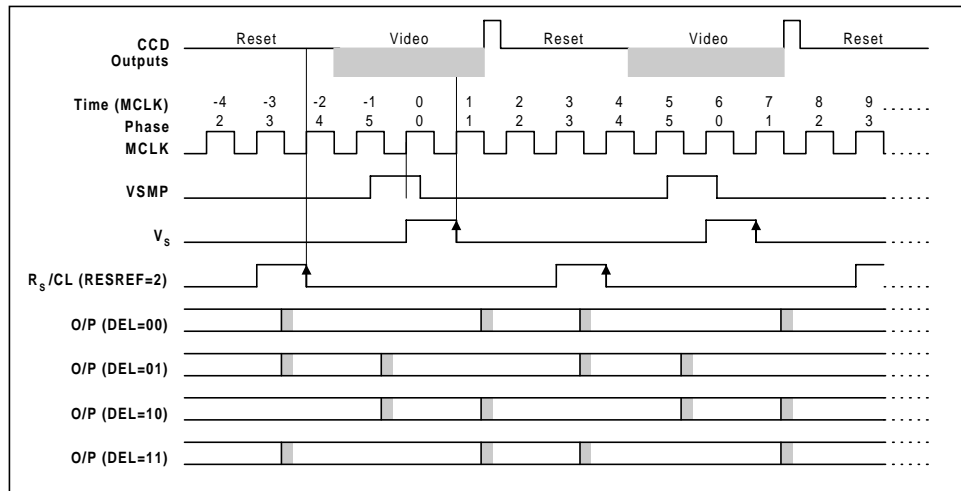 Reset Video Reset Video Reset
CCD
Outputs
Time (MCLK) -4 -3 -2 -1 0 1 2 3 4 5 6 7 8 9
Phase 2 3 4 5 0 1 2 3 4 5 0 1 2 3
MCLK
VSMP
VS
RS/CL (RESREF=2)
O/P (DEL=00)
O/P (DEL=01)
O/P (DEL=10)
O/P (DEL=11)